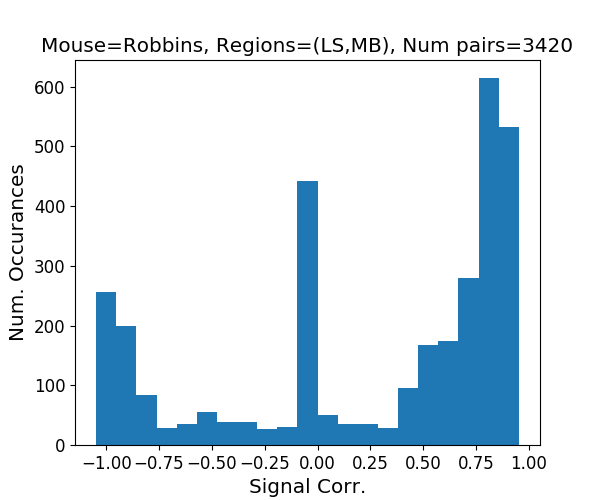 Mouse=Robbins, Regions=(LS,MB), Num pairs=3420
600
500
400
300
200
100
0
Num. Occurances
−1.00 −0.75 −0.50 −0.25 0.00 0.25 0.50 0.75 1.00
Signal Corr.